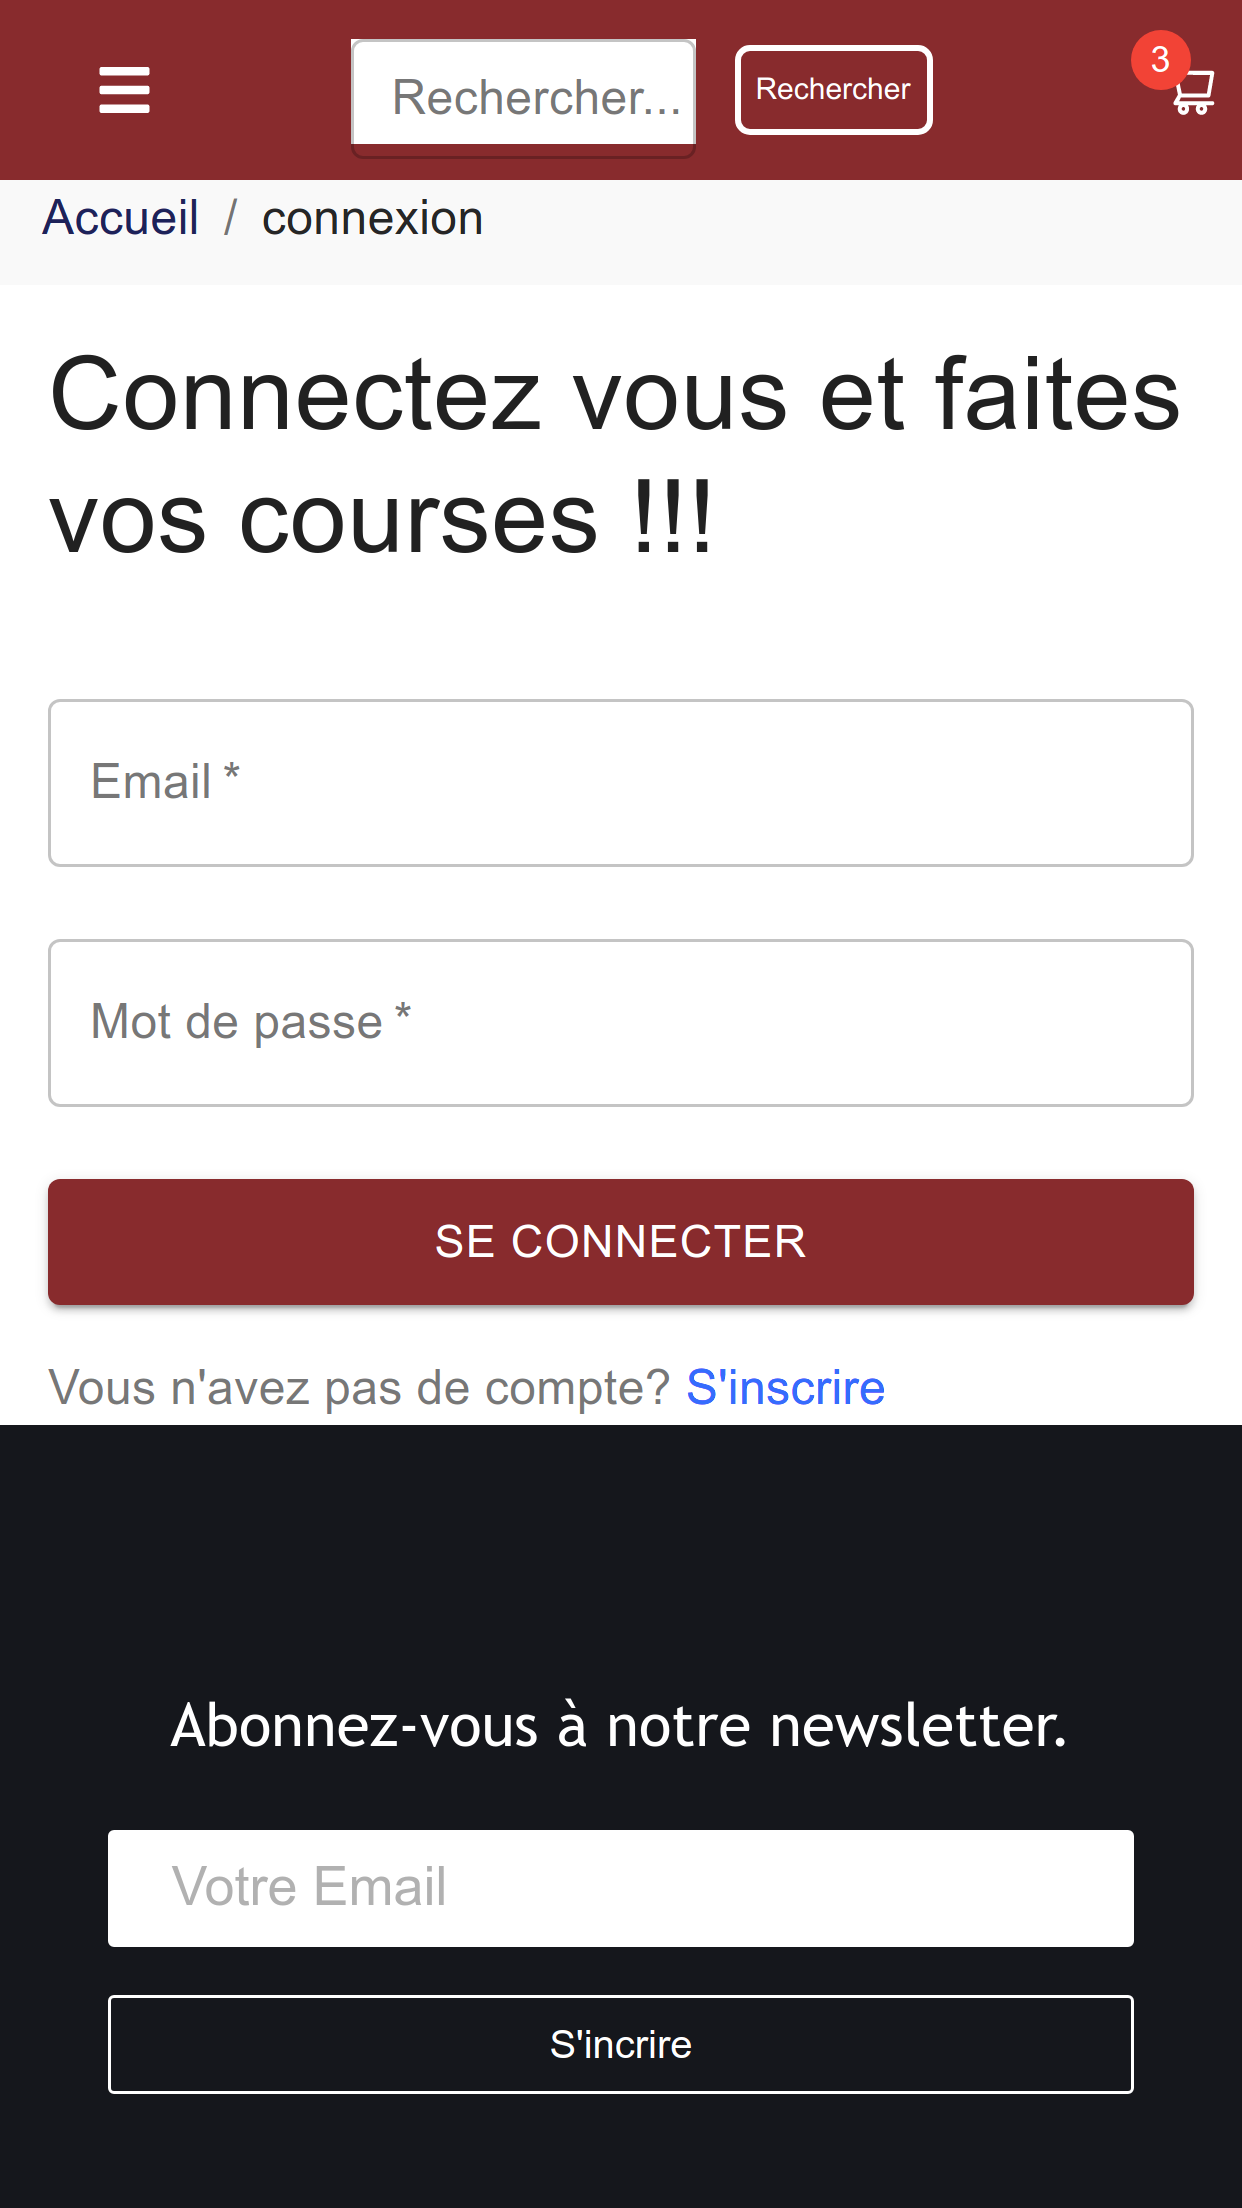 Rechercher...
Rechercher
3
Accueil / connexion
Connectez vous et faites
vos courses !!!
Email *
Mot de passe *
SE CONNECTER
Vous n'avez pas de compte? S'inscrire
Abonnez-vous à notre newsletter.
Votre Email
S'incrire